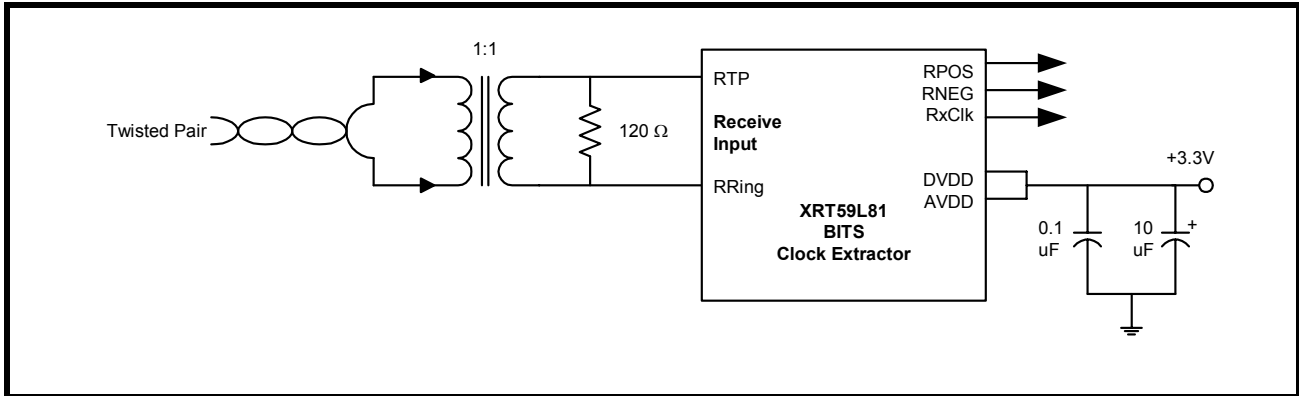 1:1
Twisted Pair
120 Ω
RTP
Receive
Input
RRing
XRT59L81
BITS
Clock Extractor
RPOS
RNEG
RxClk
DVDD
AVDD
+3.3V
0.1
uF
10
uF
+